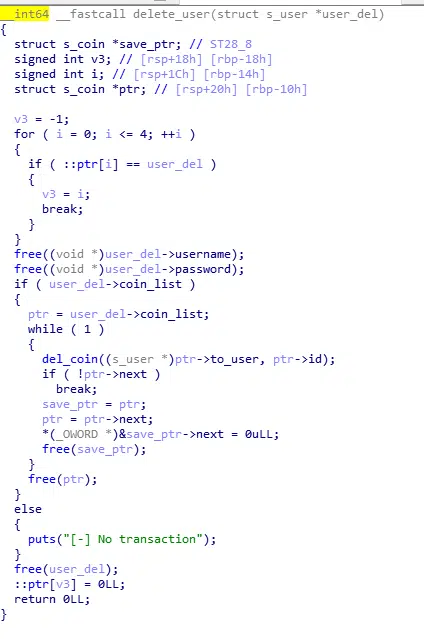 __int64 __fastcall delete_user(struct s_user *user_del)
{
  struct s_coin *save_ptr; // ST28_8
  signed int v3; // [rsp+18h] [rbp-18h]
  signed int i; // [rsp+1Ch] [rbp-14h]
  struct s_coin *ptr; // [rsp+20h] [rbp-10h]

  v3 = -1;
  for ( i = 0; i <= 4; ++i )
  {
    if ( ::ptr[i] == user_del )
    {
      v3 = i;
      break;
    }
  }
  free((void *)user_del->username);
  free((void *)user_del->password);
  if ( user_del->coin_list )
  {
    ptr = user_del->coin_list;
    while ( 1 )
    {
      del_coin((s_user *)ptr->to_user, ptr->id);
      if ( !ptr->next )
        break;
      save_ptr = ptr;
      ptr = ptr->next;
      *(_OWORD *)&save_ptr->next = 0uLL;
      free(save_ptr);
    }
    free(ptr);
  }
  else
  {
    puts("[-] No transaction");
  }
  free(user_del);
  ::ptr[v3] = 0LL;
  return 0LL;
}